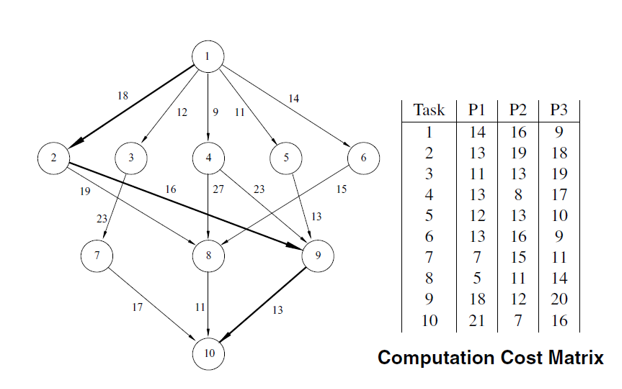 1
18
12
9
11
14
2
3
4
5
6
19
16
27
23
15
23
13
7
8
9
17
11
13
10
Task P1 P2 P3
1 14 16 9
2 13 19 18
3 11 13 19
4 13 8 17
5 12 13 10
6 13 16 9
7 7 15 11
8 5 11 14
9 18 12 20
10 21 7 16
Computation Cost Matrix